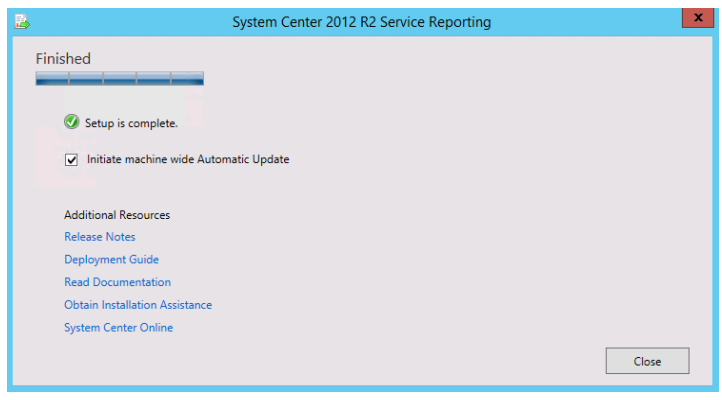 System Center 2012 R2 Service Reporting
x
Finished
Setup is complete.
Initiate machine wide Automatic Update
Additional Resources
Release Notes
Deployment Guide
Read Documentation
Obtain Installation Assistance
System Center Online
Close